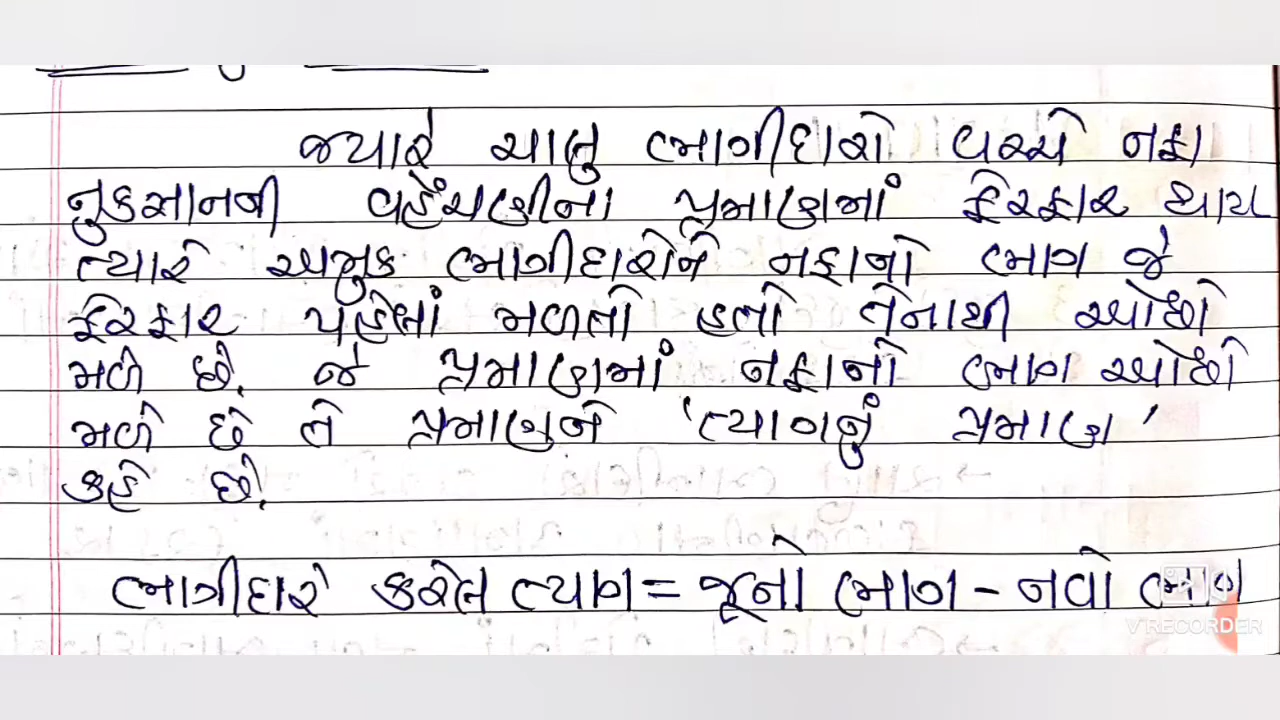 જ્યારે ચાલુ ભાગીદારો વચ્ચે નફા
નુકસાનની વહેંચણીના પ્રમાણમાં ફેરફાર થાય
ત્યારે અમુક ભાગીદારોને નફાનો ભાગ જે
ફેરફાર પહેલાં મળતો હતો તેનાથી ઓછો
મળે છે. જે પ્રમાણમાં નફાનો ભાગ ઓછો
મળે છે તે પ્રમાણને 'ત્યાગનું પ્રમાણ'
કહે છે.
ભાગીદારે કરેલ ત્યાગ = જૂનો ભાગ - નવો ભાગ
V RECORDER